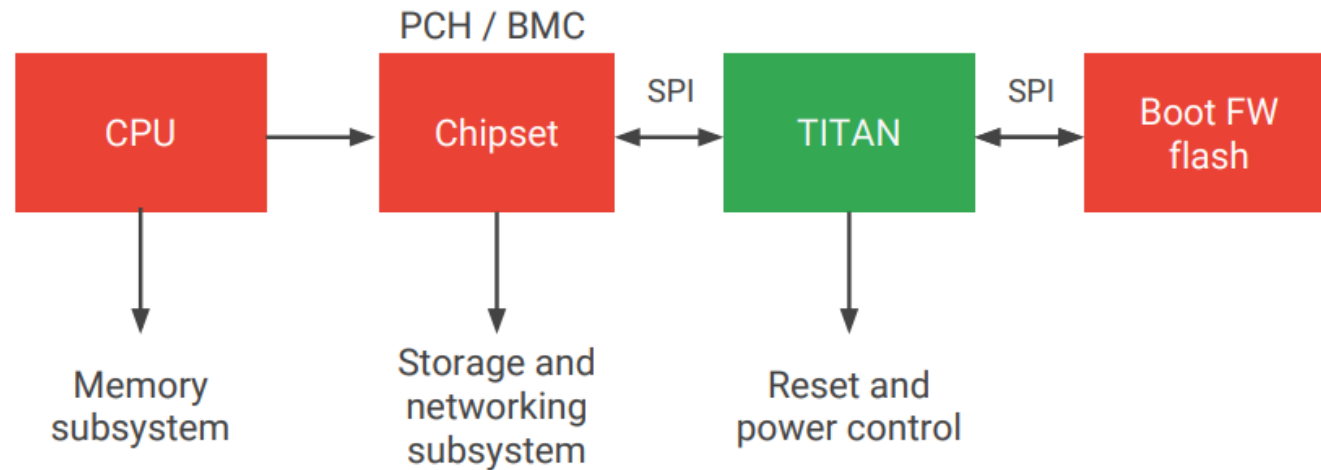 PCH / BMC
CPU
Chipset
SPI
TITAN
SPI
Boot FW
flash
Memory
subsystem
Storage and
networking
subsystem
Reset and
power control